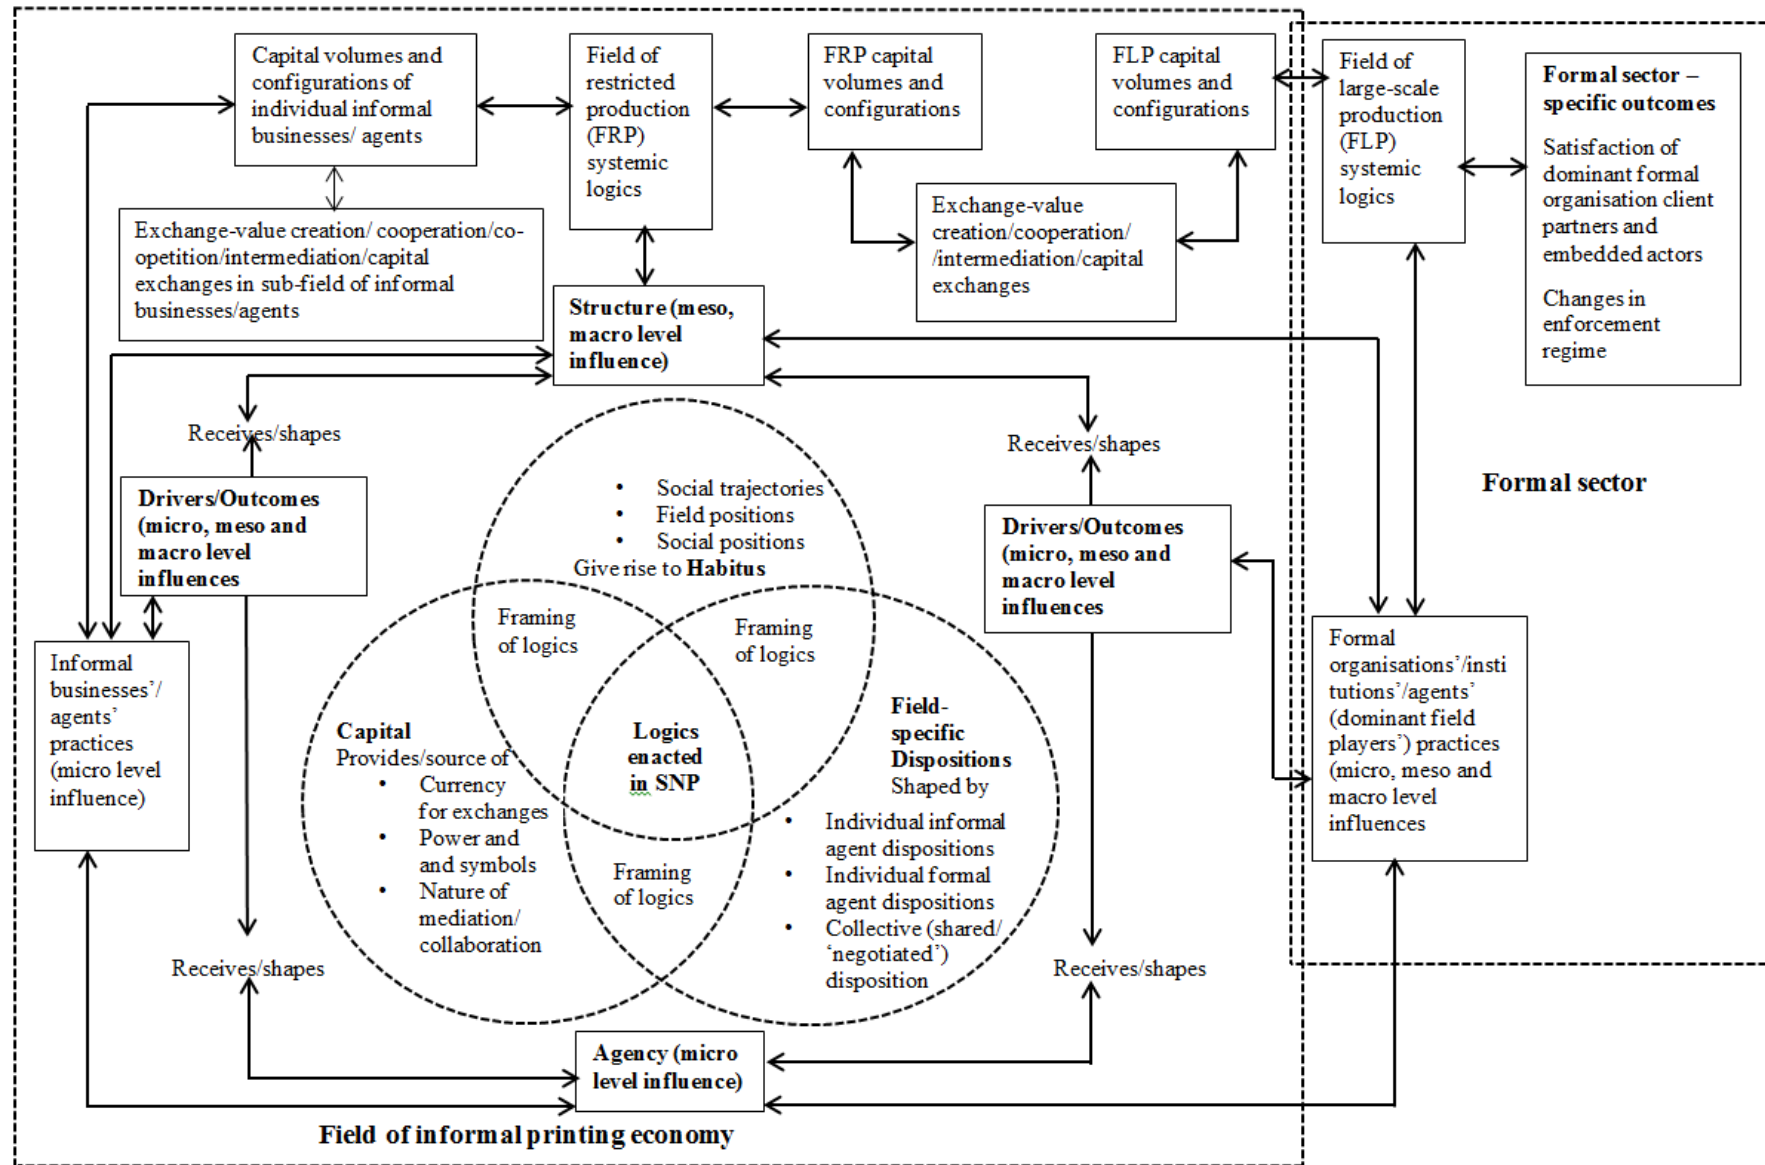 Capital volumes and
configurations of
individual informal
businesses/ agents
Field of
restricted
production
(FRP)
systemic
logics
FRP capital
volumes and
configurations
FLP capital
volumes and
configurations
Field of
large-scale
production
(FLP)
systemic
logics
Formal sector –
specific outcomes
Satisfaction of
dominant formal
organisation client
partners and
embedded actors
Changes in
enforcement
regime
Exchange-value creation/ cooperation/co-
opetition/intermediation/capital
exchanges in sub-field of informal
businesses/agents
Exchange-value
creation/cooperation/
/intermediation/capital
exchanges
Structure (meso,
macro level
influence)
Receives/shapes
Receives/shapes
Drivers/Outcomes
(micro, meso and
macro level
influences
Social trajectories
Field positions
Social positions
Give rise to Habitus
Drivers/Outcomes
(micro, meso and
macro level
influences
Formal sector
Framing
of logics
Framing
of logics
Informal
businesses’/
agents’
practices
(micro level
influence)
Capital
Provides/source of
• Currency
for exchanges
• Power and
and symbols
• Nature of
mediation/
collaboration
Logics
enacted
in SNP
Field-
specific
Dispositions
Shaped by
• Individual informal
agent dispositions
• Individual formal
agent dispositions
• Collective (shared/
‘negotiated’)
disposition
Formal
organisations’/insti
tutions’/agents’
(dominant field
players’) practices
(micro, meso and
macro level
influences
Framing
of logics
Receives/shapes
Receives/shapes
Agency (micro
level influence)
Field of informal printing economy